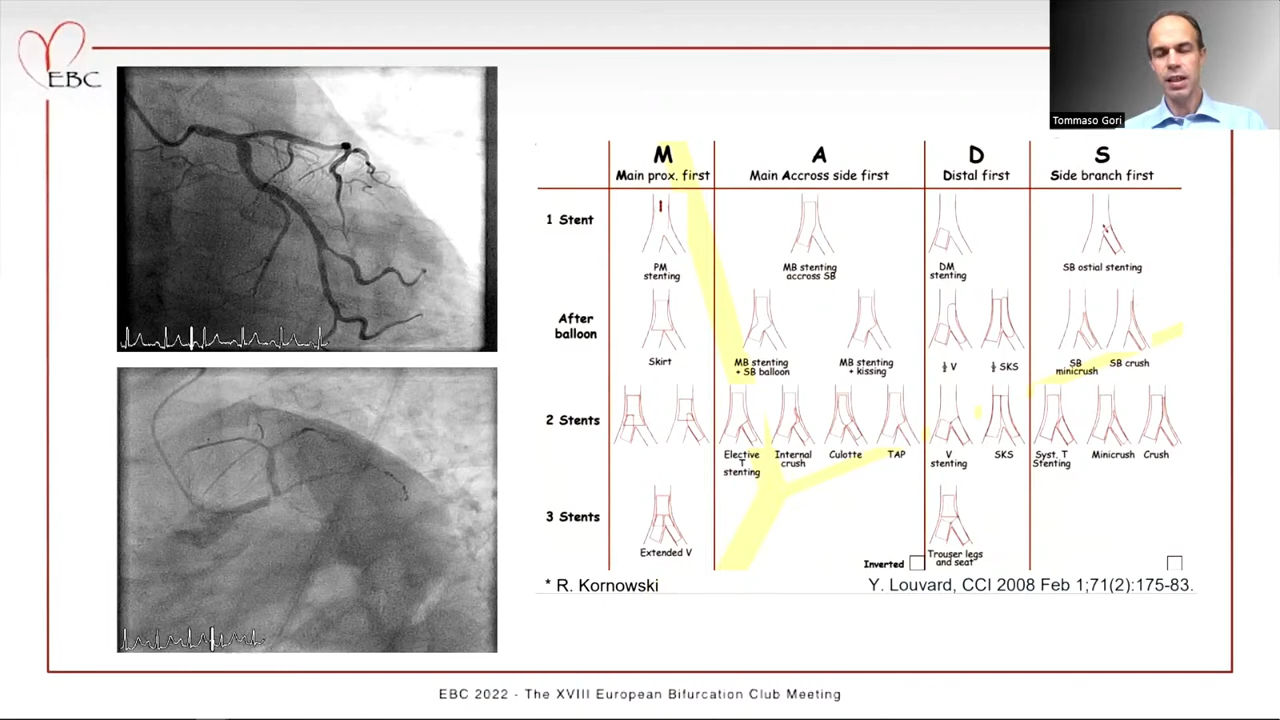 EBC
Tommaso Gori
M A D S
Main prox. first Main Accross side first Distal first Side branch first
1 Stent
PM
stenting
MB stenting
accross SB
DM
stenting
SB ostial stenting
After
balloon
Skirt
MB stenting
+ SB balloon
MB stenting
+ kissing
½ V
½ SKS
SB
minicrush
SB crush
2 Stents
Elective
T
stenting
Internal
crush
Culotte
TAP
V
stenting
SKS
Syst. T
Stenting
Minicrush
Crush
3 Stents
Extended V
Trouser legs
and seat
Inverted
* R. Kornowski
Y. Louvard, CCI 2008 Feb 1;71(2):175-83.
EBC 2022 - The XVIII European Bifurcation Club Meeting